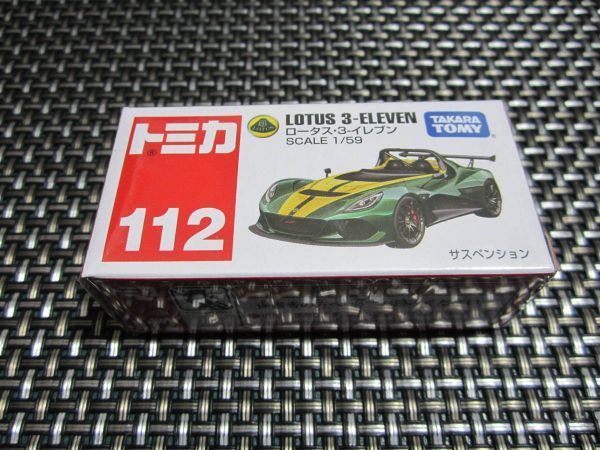 トミカ
®
112
LOTUS
LOTUS 3-ELEVEN
ロータス・3-イレブン
SCALE 1/59
TAKARA
TOMY
サスペンション